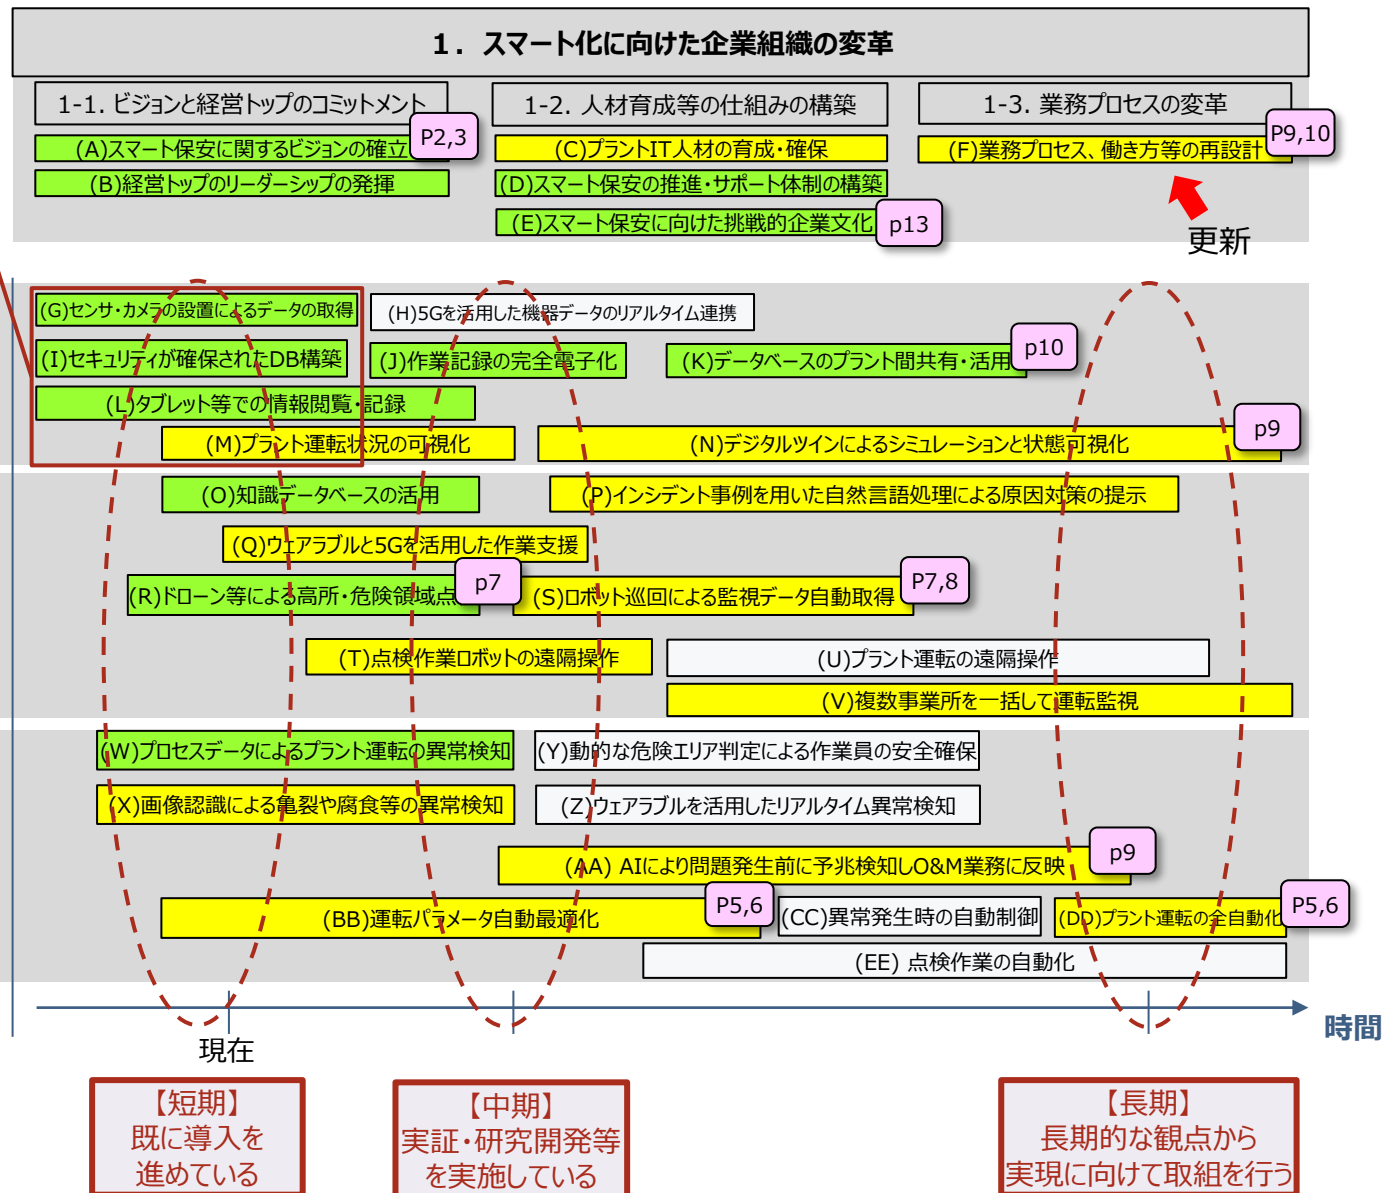 1．スマート化に向けた企業組織の変革
1-1. ビジョンと経営トップのコミットメント
1-2. 人材育成等の仕組みの構築
1-3. 業務プロセスの変革
P2,3
P9,10
(A)スマート保安に関するビジョンの確立
(C)プラントIT人材の育成・確保
(F)業務プロセス、働き方等の再設計
(B)経営トップのリーダーシップの発揮
(D)スマート保安の推進・サポート体制の構築
(E)スマート保安に向けた挑戦的企業文化
p13
更新
(G)センサ・カメラの設置によるデータの取得
(H)5Gを活用した機器データのリアルタイム連携
(I)セキュリティが確保されたDB構築
(J)作業記録の完全電子化
(K)データベースのプラント間共有・活用
p10
(L)タブレット等での情報閲覧・記録
(M)プラント運転状況の可視化
(N)デジタルツインによるシミュレーションと状態可視化
p9
(O)知識データベースの活用
(P)インシデント事例を用いた自然言語処理による原因対策の提示
(Q)ウェアラブルと5Gを活用した作業支援
(R)ドローン等による高所・危険領域点
p7
(S)ロボット巡回による監視データ自動取得
P7,8
(T)点検作業ロボットの遠隔操作
(U)プラント運転の遠隔操作
(V)複数事業所を一括して運転監視
(W)プロセスデータによるプラント運転の異常検知
(Y)動的な危険エリア判定による作業員の安全確保
(X)画像認識による亀裂や腐食等の異常検知
(Z)ウェアラブルを活用したリアルタイム異常検知
(AA) AIにより問題発生前に予兆検知しO&M業務に反映
p9
(BB)運転パラメータ自動最適化
P5,6
(CC)異常発生時の自動制御
(DD)プラント運転の全自動化
P5,6
(EE) 点検作業の自動化
時間
現在
【短期】
既に導入を
進めている
【中期】
実証・研究開発等
を実施している
【長期】
長期的な観点から
実現に向けて取組を行う